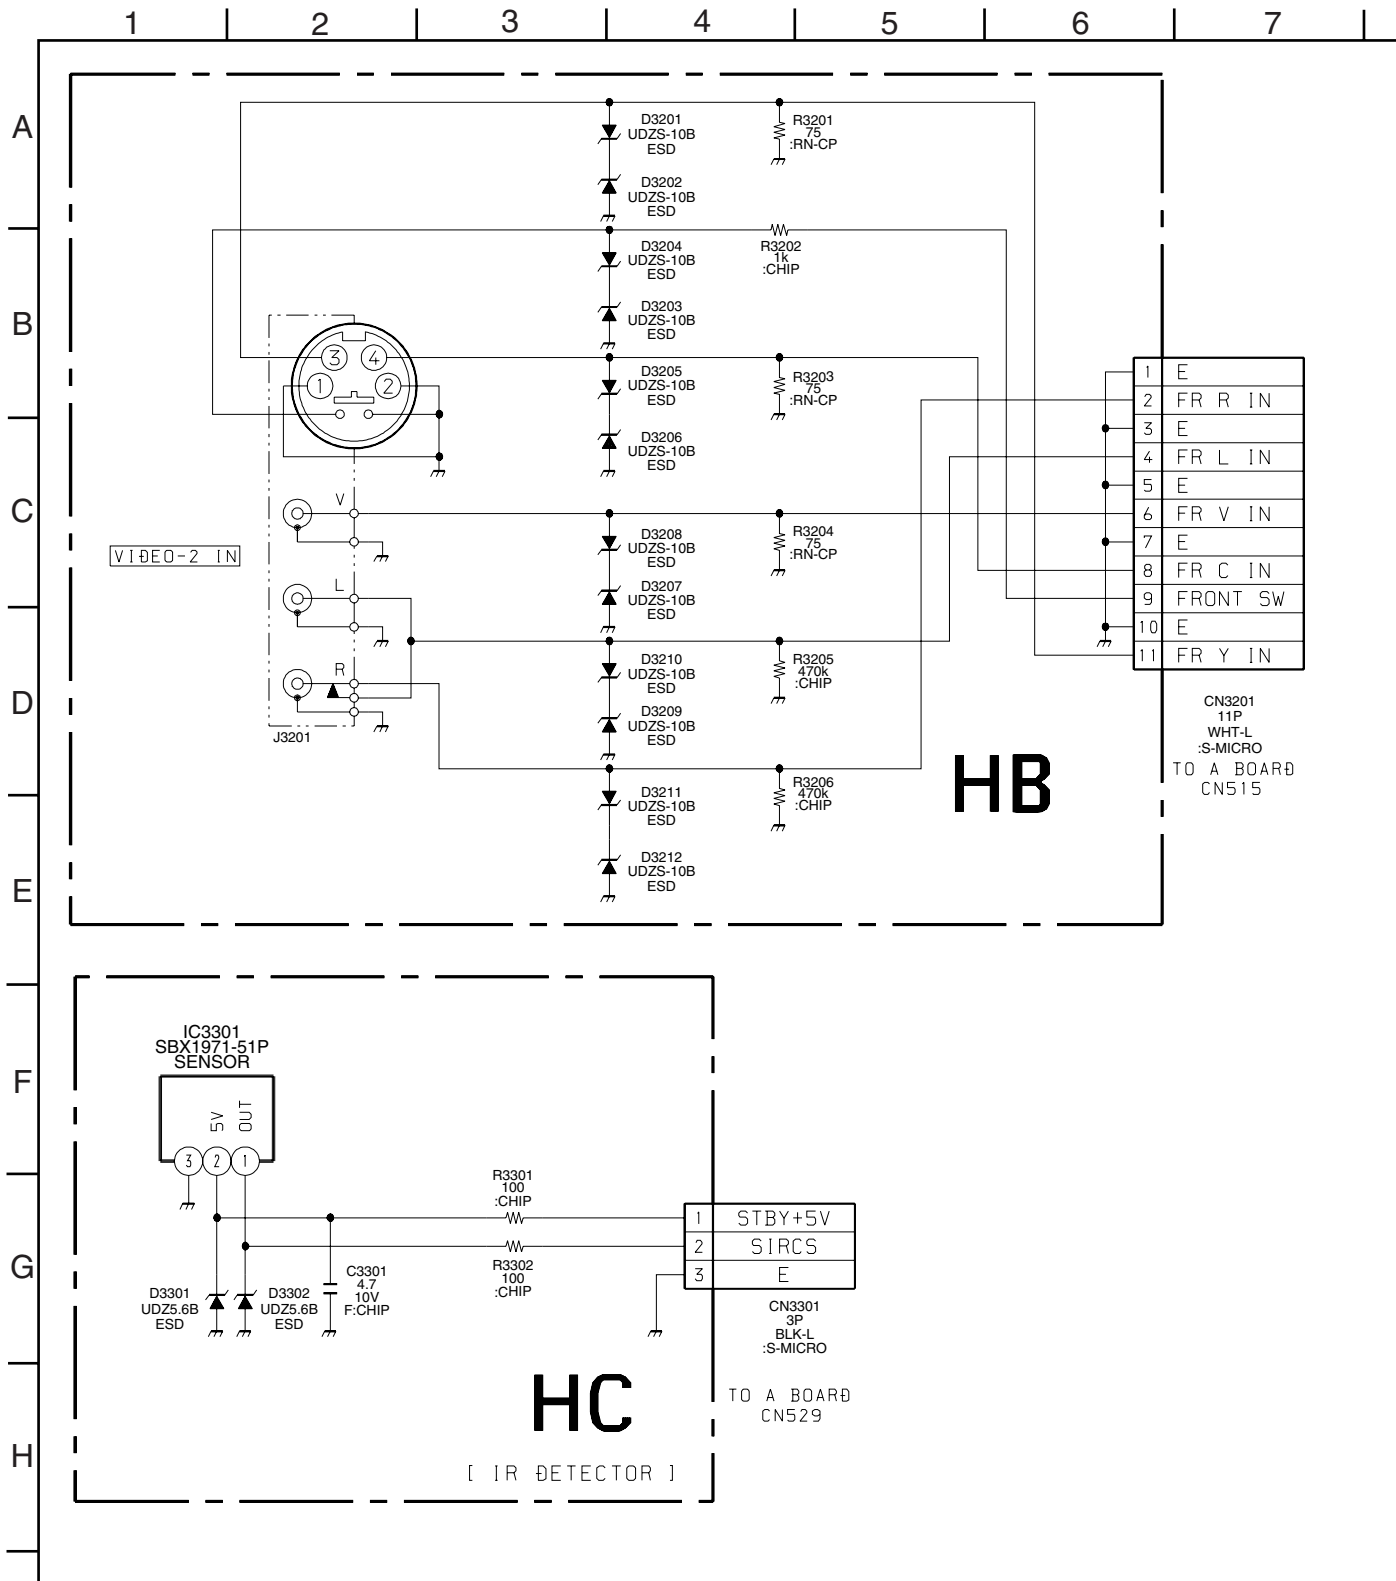 1 2 3 4 5 6 7
A
B
C
D
E
F
G
H
D3201
UDZS-10B
ESD
R3201
75
:RN-CP
D3202
UDZS-10B
ESD
D3204
UDZS-10B
ESD
R3202
1k
:CHIP
D3203
UDZS-10B
ESD
3 4
1 2
D3205
UDZS-10B
ESD
R3203
75
:RN-CP
D3206
UDZS-10B
ESD
VIDEO-2 IN
V
L
R
J3201
D3208
UDZS-10B
ESD
R3204
75
:RN-CP
D3207
UDZS-10B
ESD
D3210
UDZS-10B
ESD
R3205
470k
:CHIP
D3209
UDZS-10B
ESD
D3211
UDZS-10B
ESD
R3206
470k
:CHIP
D3212
UDZS-10B
ESD
1 E
2 FR R IN
3 E
4 FR L IN
5 E
6 FR V IN
7 E
8 FR C IN
9 FRONT SW
10 E
11 FR Y IN
CN3201
11P
WHT-L
:S-MICRO
TO A BOARD
CN515
HB
IC3301
SBX1971-51P
SENSOR
5V
OUT
3 2 1
R3301
100
:CHIP
R3302
100
:CHIP
D3301
UDZ5.6B
ESD
D3302
UDZ5.6B
ESD
C3301
4.7
10V
F:CHIP
1 STBY+5V
2 SIRCS
3 E
CN3301
3P
BLK-L
:S-MICRO
TO A BOARD
CN529
HC
[ IR DETECTOR ]